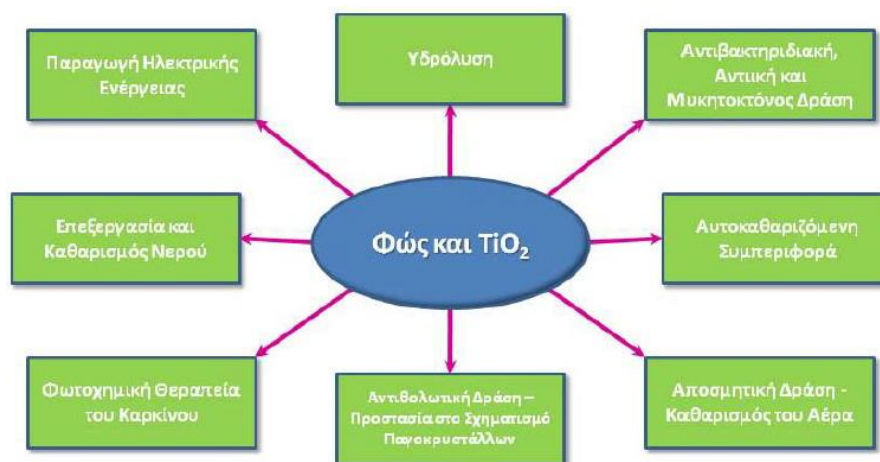 Παραγωγή Ηλεκτρικής
Ενέργειας
Υδρόλυση
Αντιβακτηριδιακή,
Αντιική και
Μυκητοκτόνος Δράση
Επεξεργασία και
Καθαρισμός Νερού
Φώς και TiO₂
Αυτοκαθαριζόμενη
Συμπεριφορά
Φωτοχημική Θεραπεία
του Καρκίνου
Αντιθολωτική Δράση –
Προστασία στο Σχηματισμό
Παγοκρυστάλλων
Αποσμητική Δράση -
Καθαρισμός του Αέρα